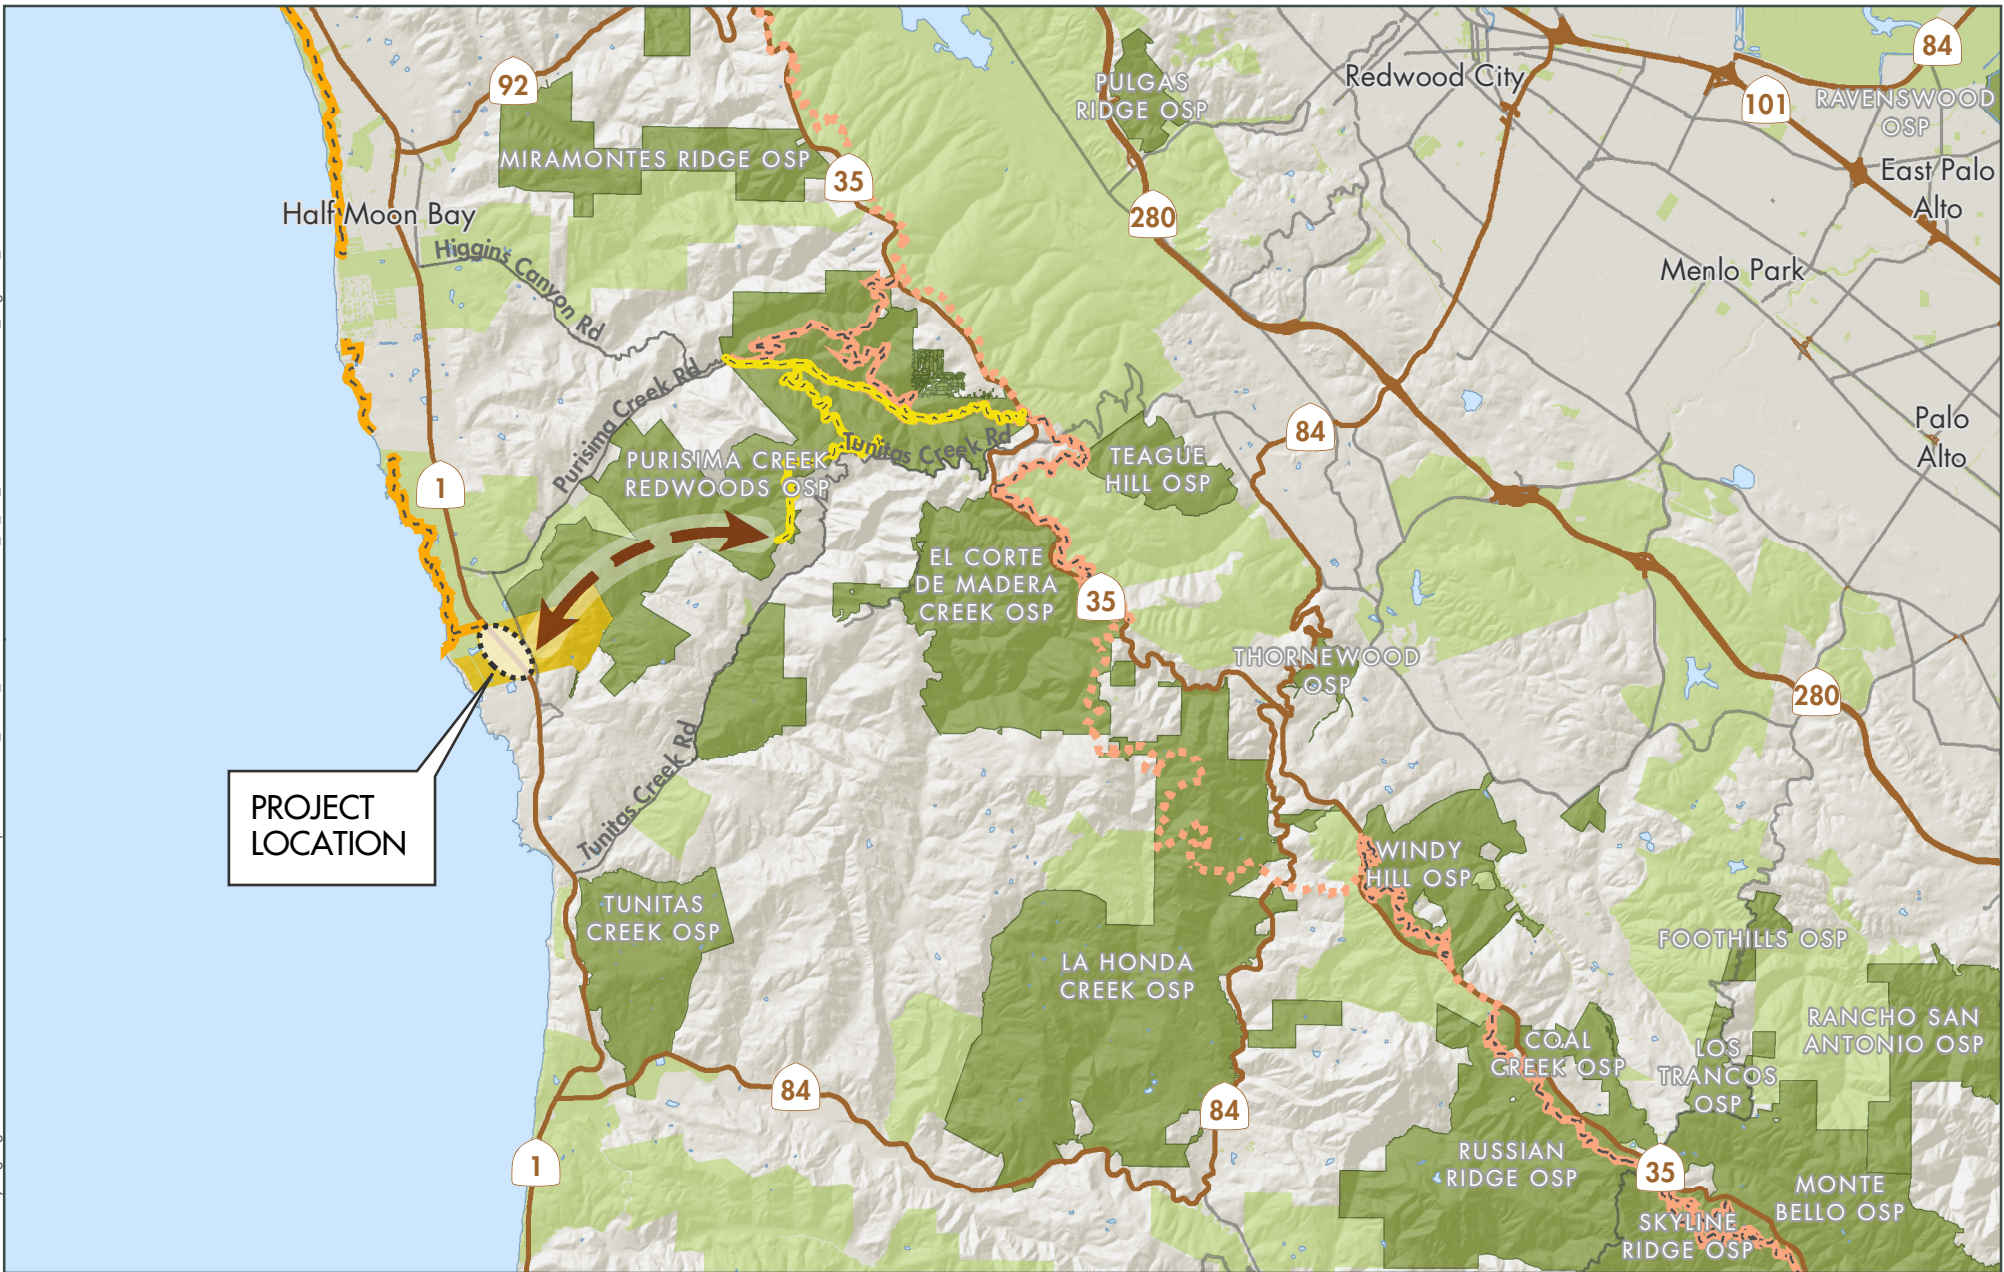 84
92
PULGAS
RIDGE OSP
Redwood City
101
RAVENSWOOD
OSP
MIRAMONTES RIDGE OSP
35
East Palo
Alto
Half Moon Bay
280
Higgins Canyon Rd
Menlo Park
Purisima Creek Rd
84
Palo
Alto
Tunitas Creek Rd
PURISIMA CREEK
REDWOODS OSP
TEAGUE
HILL OSP
1
EL CORTE
DE MADERA
CREEK OSP
35
THORNEWOOD
OSP
280
Tunitas Creek Rd
PROJECT
LOCATION
WINDY
HILL OSP
TUNITAS
CREEK OSP
FOOTHILLS OSP
LA HONDA
CREEK OSP
RANCHO SAN
ANTONIO OSP
COAL
CREEK OSP
LOS
TRANCOS
OSP
84
84
1
RUSSIAN
RIDGE OSP
35
MONTE
BELLO OSP
SKYLINE
RIDGE OSP